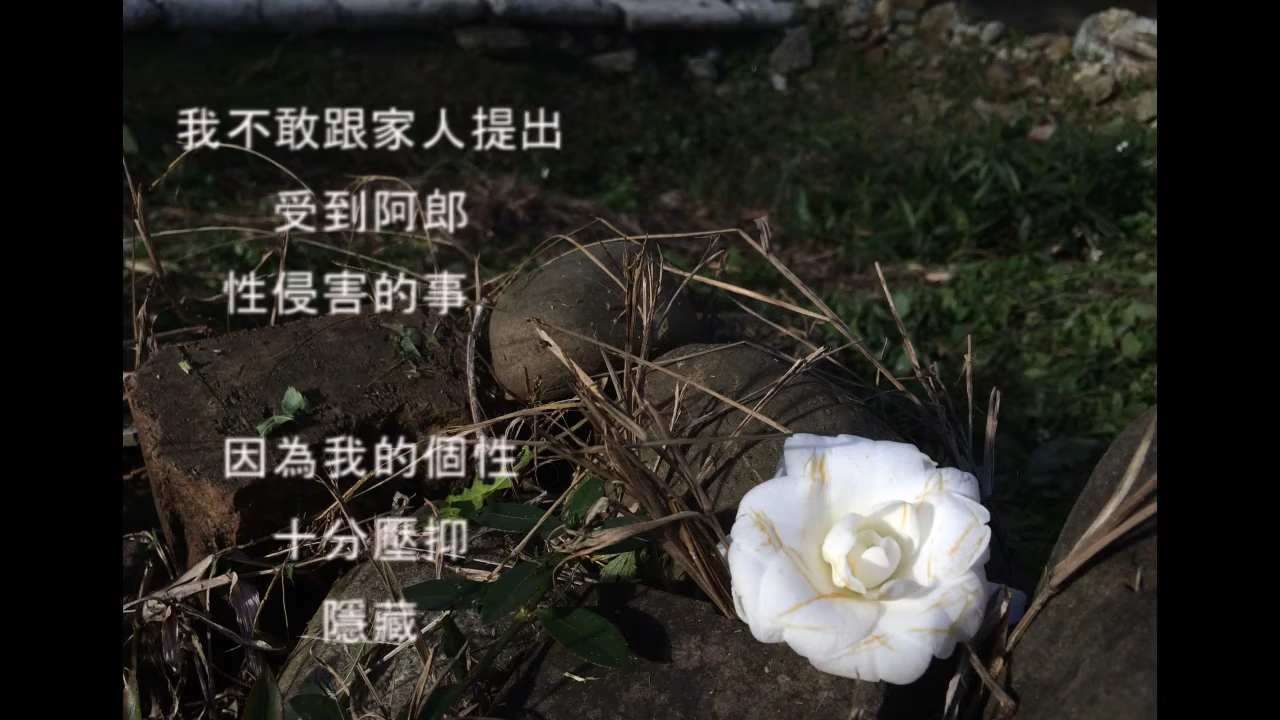 我不敢跟家人提出
受到阿郎
性侵害的事
因為我的個性
十分壓抑
隱藏